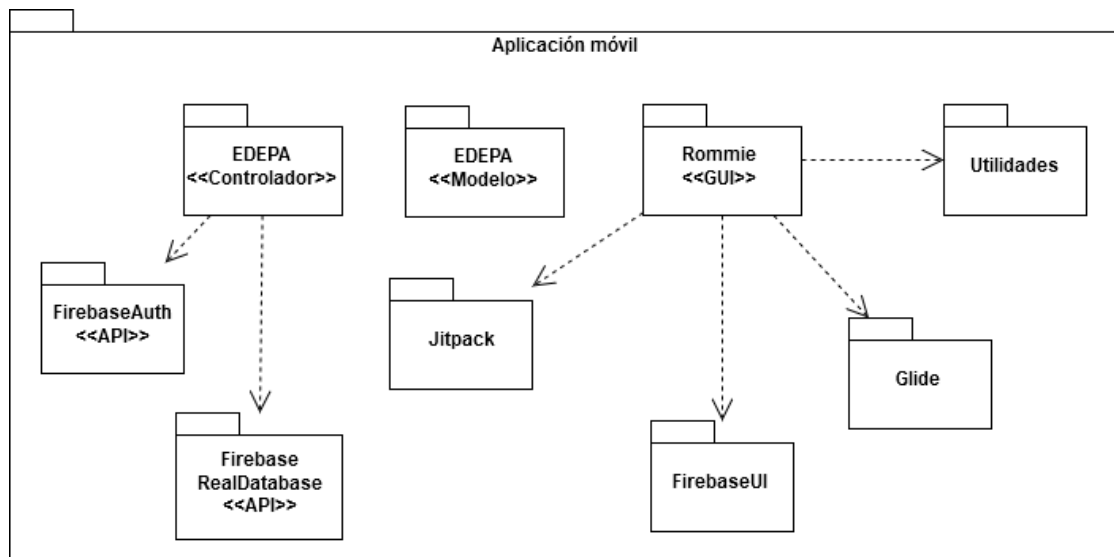 Aplicación móvil
EDEPA
<<Controlador>>
EDEPA
<<Modelo>>
Rommie
<<GUI>>
Utilidades
FirebaseAuth
<<API>>
Jitpack
Glide
Firebase
RealDatabase
<<API>>
FirebaseUI